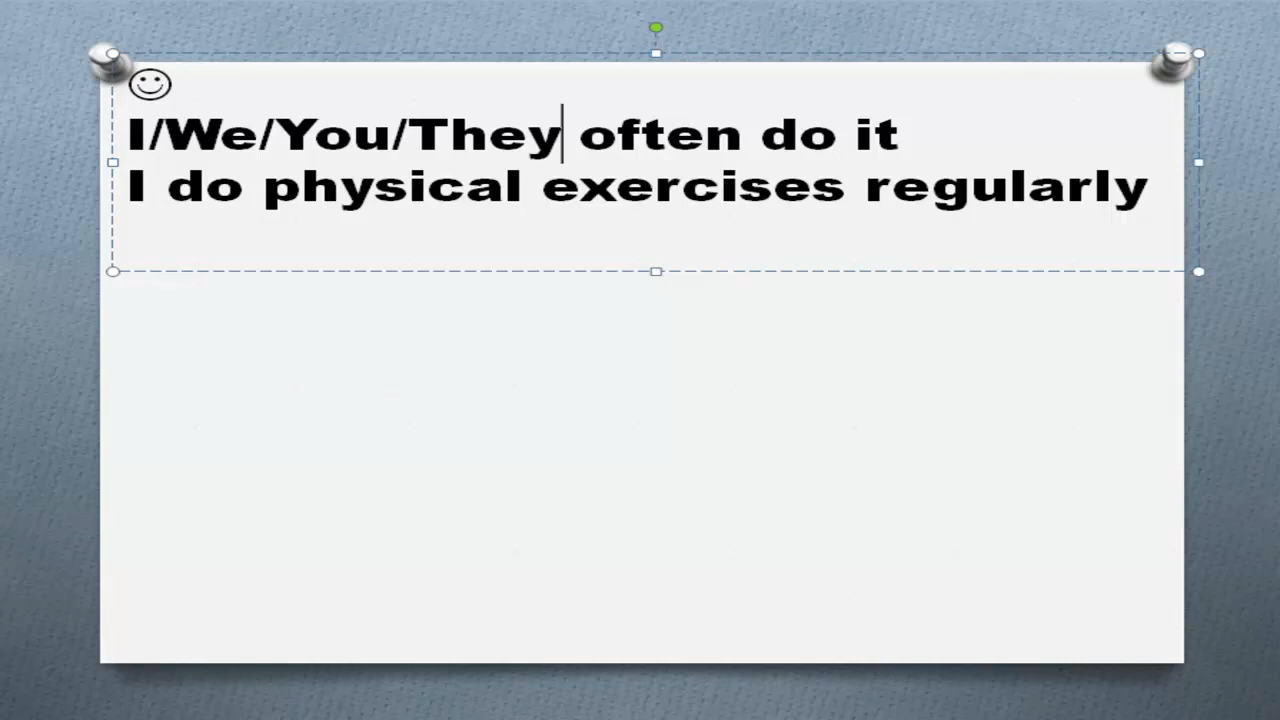 I/We/You/They often do it
I do physical exercises regularly